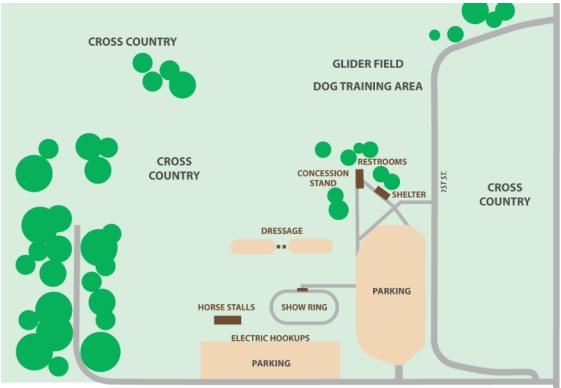 CROSS COUNTRY
GLIDER FIELD
DOG TRAINING AREA
CROSS
COUNTRY
RESTROOMS
CONCESSION
STAND
SHELTER
1ST ST.
CROSS
COUNTRY
DRESSAGE
PARKING
HORSE STALLS
SHOW RING
ELECTRIC HOOKUPS
PARKING